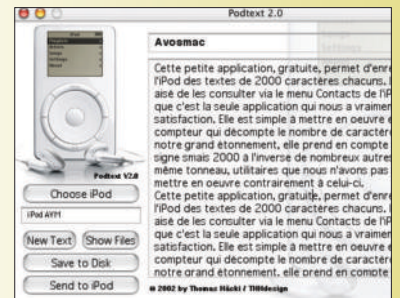 Podtext 2.0
Avosmac
Cette petite application, gratuite, permet d'enre
l'iPod des textes de 2000 caractères chacuns. I
aisé de les consulter via le menu Contacts de l'iP
que c'est la seule application qui nous a vraimen
satisfaction. Elle est simple à mettre en oeuvre e
compteur qui décompte le nombre de caractère
notre grand étonnement, elle prend en compte
signe smais 2000 à l'inverse de nombreux autres
même tonneau, utilitaires que nous n'avons pas
mettre en oeuvre contrairement à celui-ci.
Cette petite application, gratuite, permet d'enre
l'iPod des textes de 2000 caractères chacuns. I
aisé de les consulter via le menu Contacts de l'iP
que c'est la seule application qui nous a vraimen
satisfaction. Elle est simple à mettre en oeuvre e
compteur qui décompte le nombre de caractère
notre grand étonnement, elle prend en compte
Podtext V2.0
Choose iPod
iPod AYM
New Text
Show Files
Save to Disk
Send to iPod
© 2002 by Thomas Häcki / THHdesign